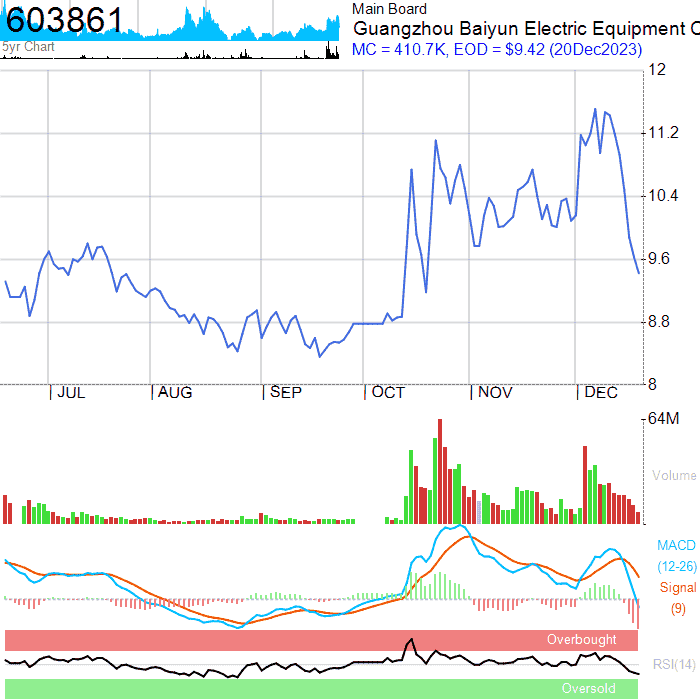 603861
5yr Chart
Main Board
Guangzhou Baiyun Electric Equipment C
MC = 410.7K, EOD = $9.42 (20Dec2023)
12
11.2
10.4
9.6
8.8
8
JUL AUG SEP OCT NOV DEC
64M
Volume
MACD
(12-26)
Signal
(9)
Overbought
RSI(14)
Oversold